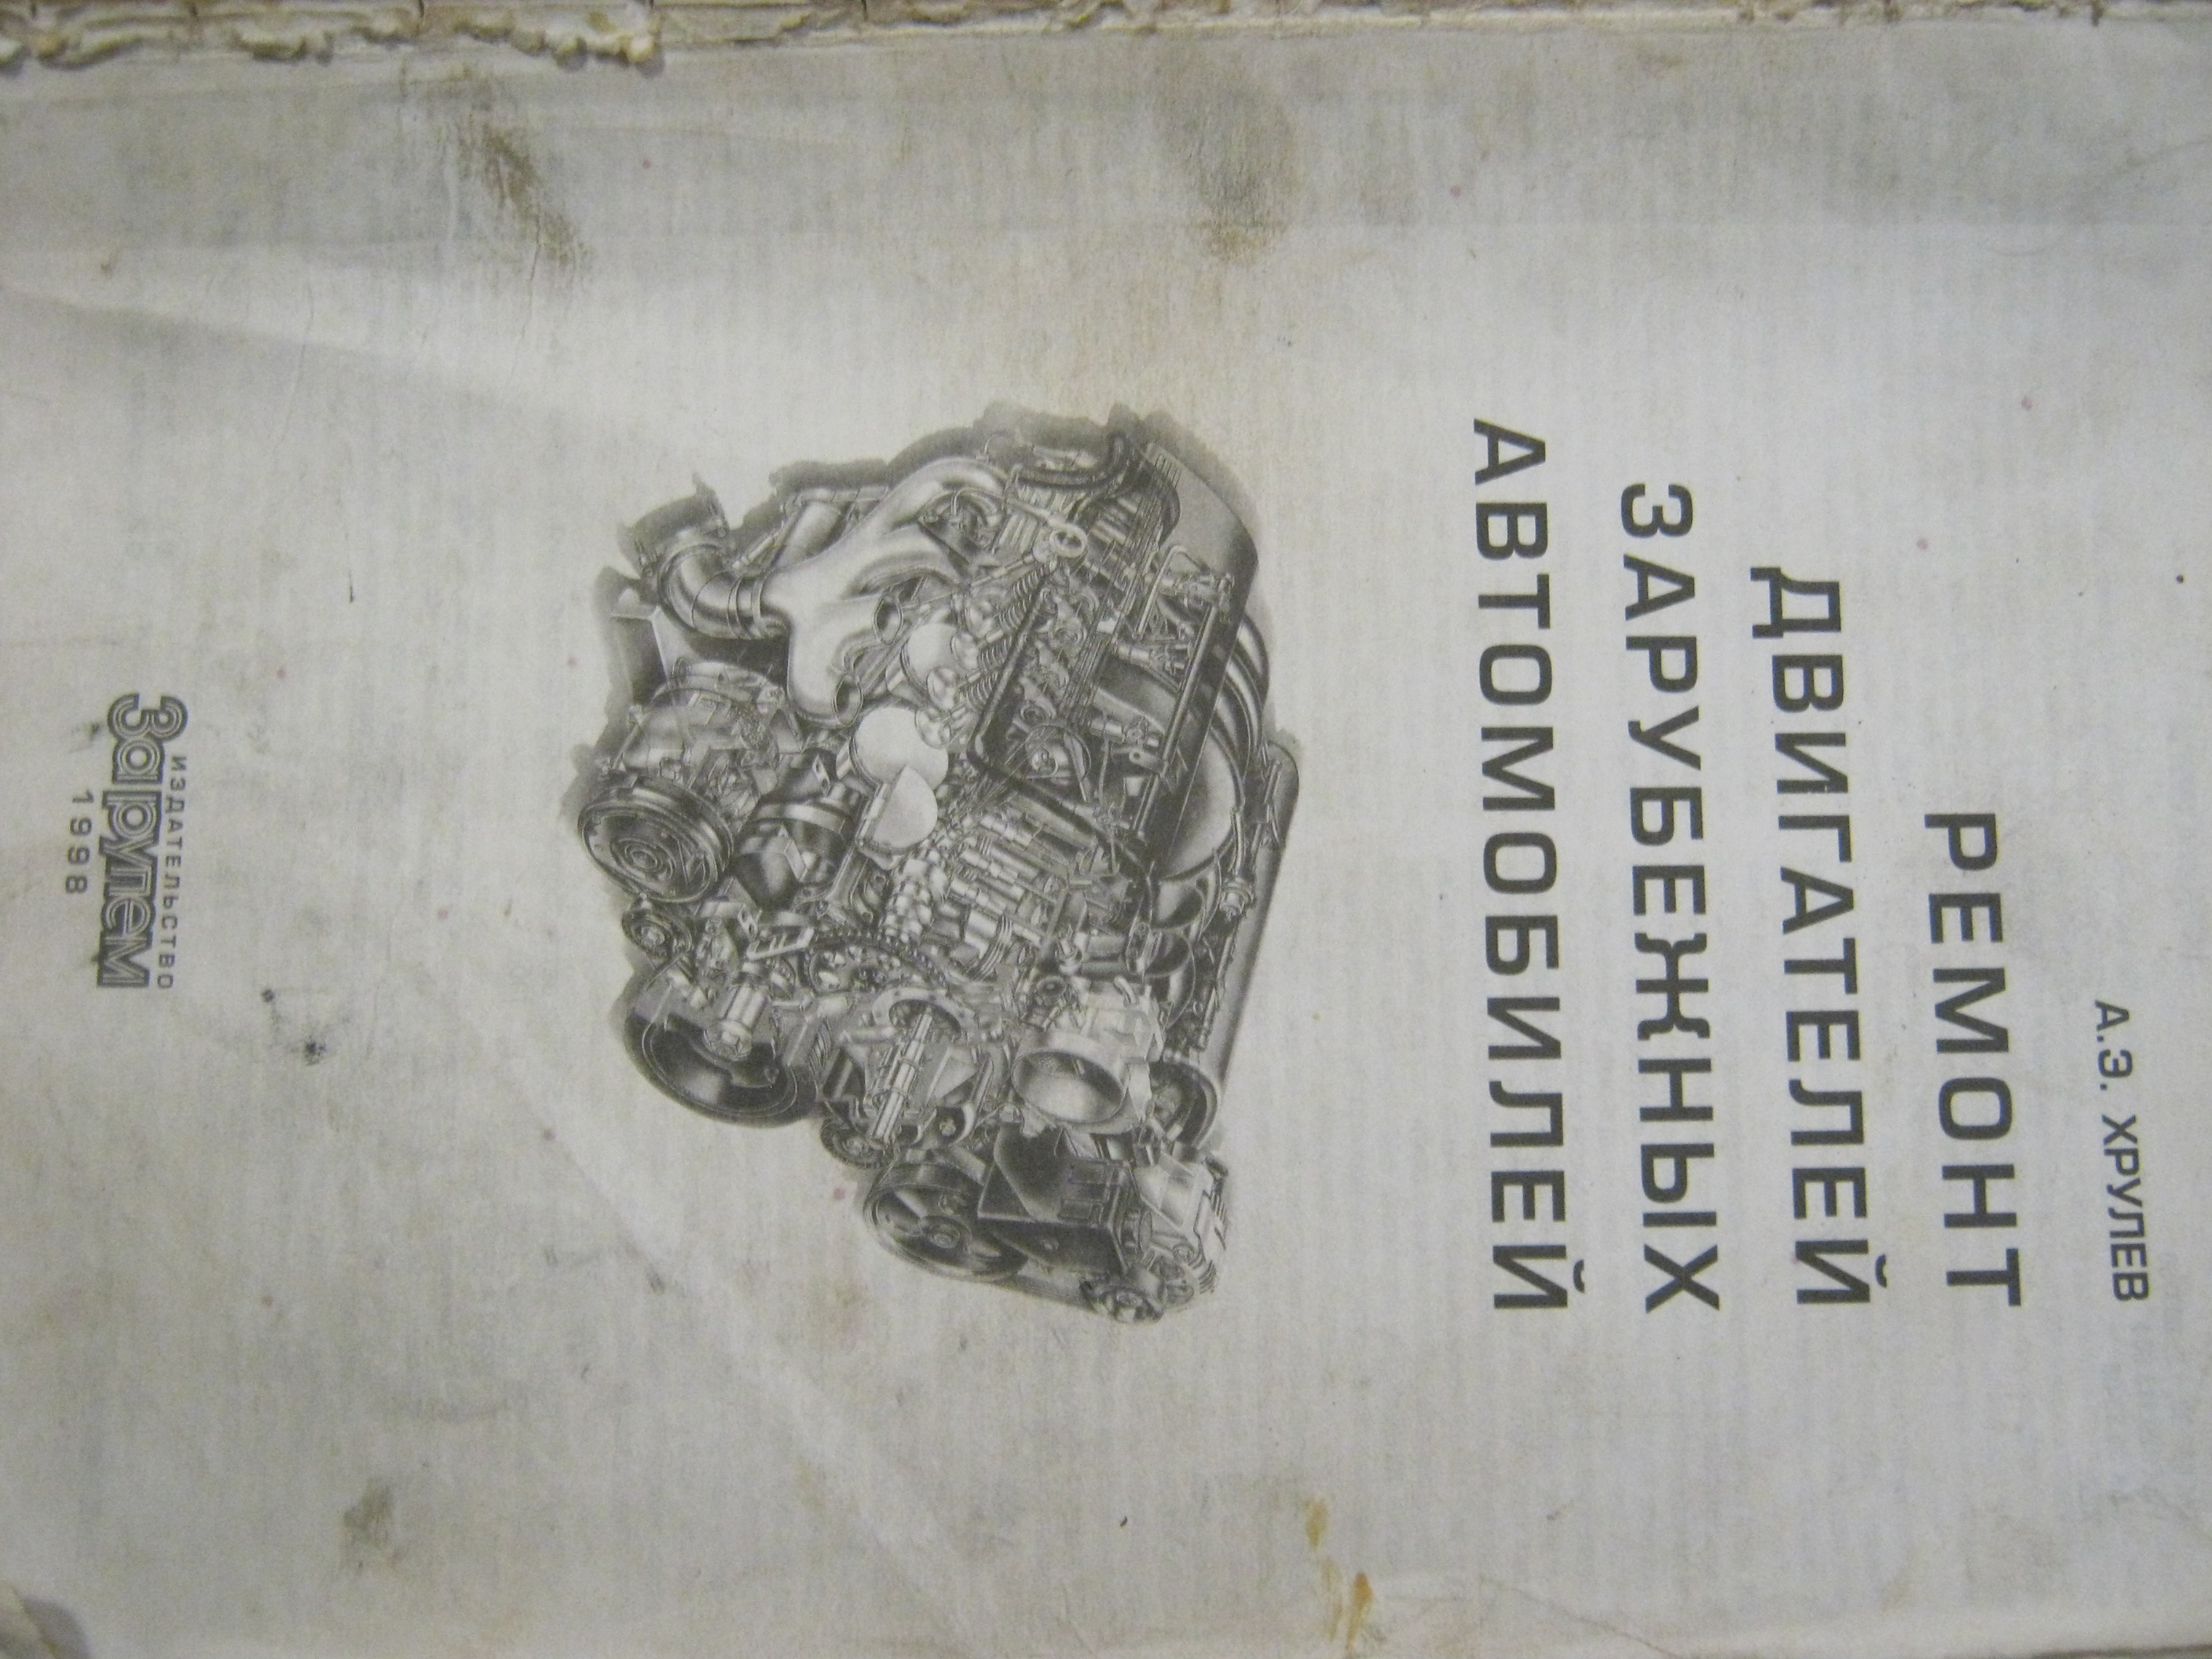 А.Э. ХРУЛЕВ
РЕМОНТ
ДВИГАТЕЛЕЙ
ЗАРУБЕЖНЫХ
АВТОМОБИЛЕЙ
ИЗДАТЕЛЬСТВО
За рулем
1998